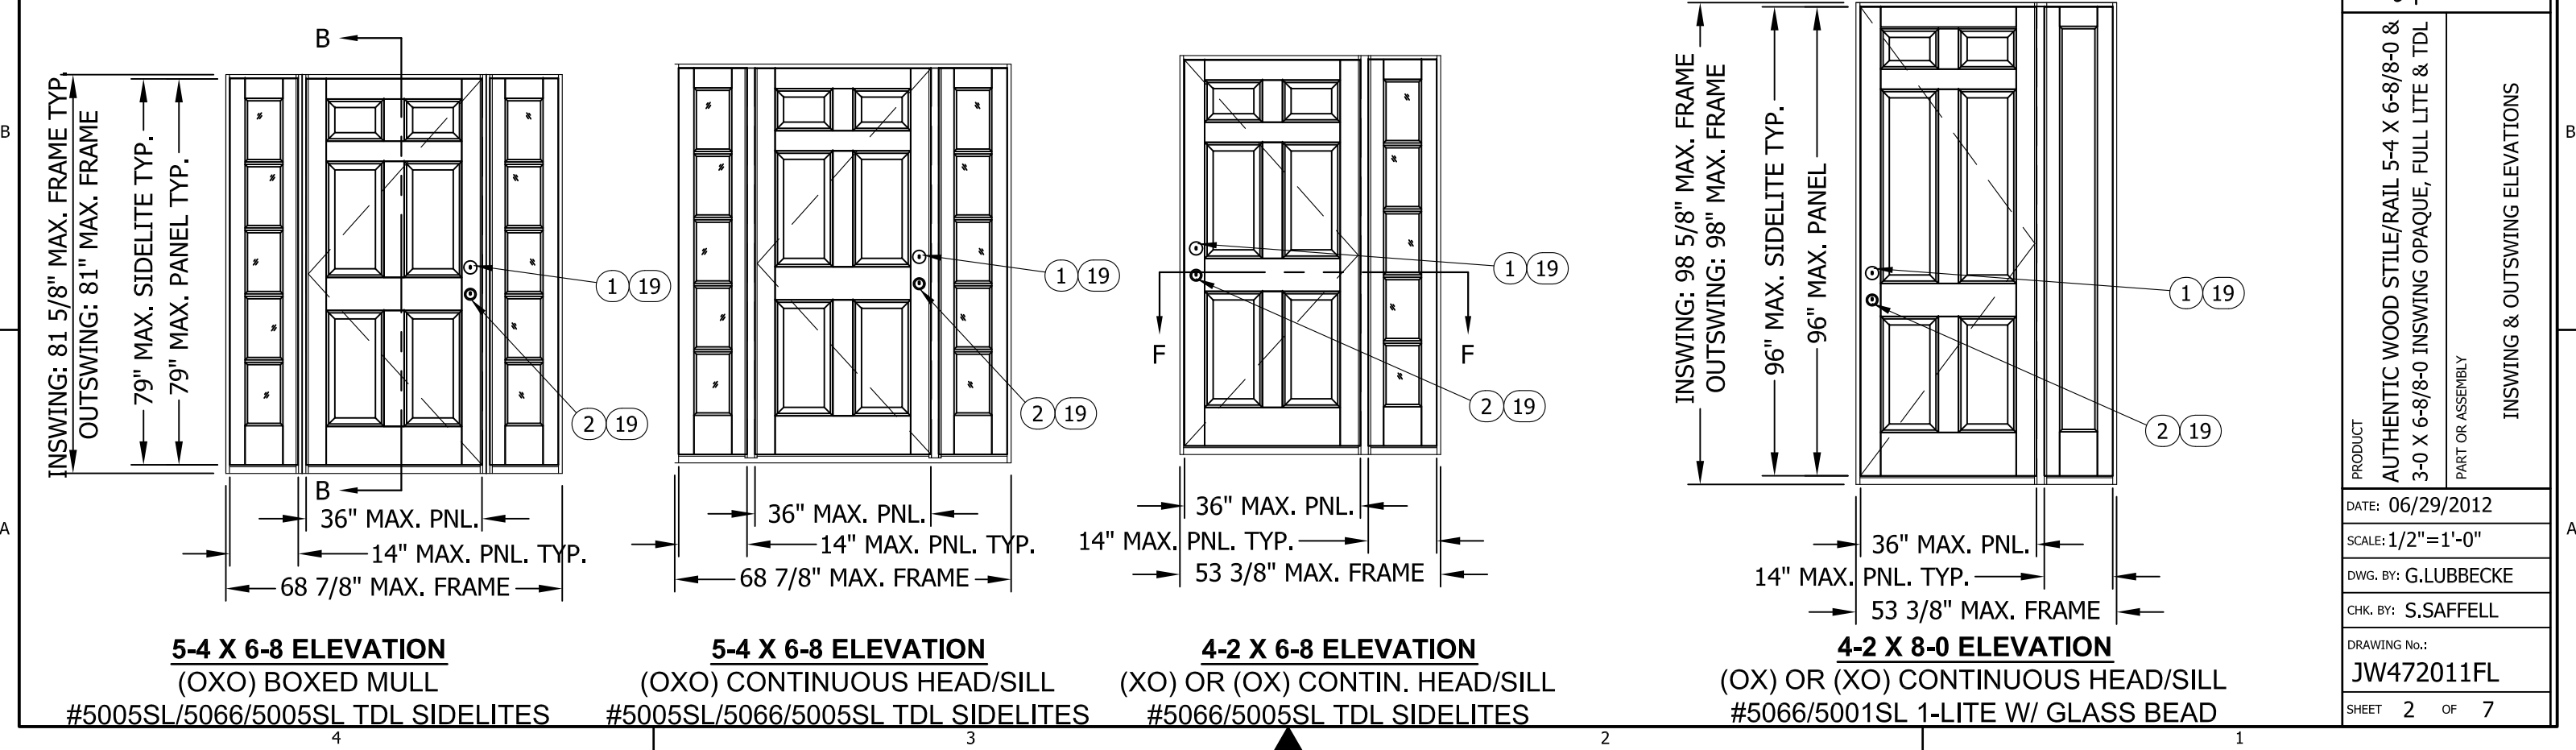 B
INSWING: 81 5/8" MAX. FRAME TYP
OUTSWING: 81" MAX. FRAME
79" MAX. SIDELITE TYP.
79" MAX. PANEL TYP.
B
B
1 19
2 19
36" MAX. PNL.
14" MAX. PNL. TYP.
68 7/8" MAX. FRAME
5-4 X 6-8 ELEVATION
(OXO) BOXED MULL
#5005SL/5066/5005SL TDL SIDELITES
1 19
2 19
36" MAX. PNL.
14" MAX. PNL. TYP.
68 7/8" MAX. FRAME
5-4 X 6-8 ELEVATION
(OXO) CONTINUOUS HEAD/SILL
#5005SL/5066/5005SL TDL SIDELITES
1 19
F F
2 19
36" MAX. PNL.
14" MAX. PNL. TYP.
53 3/8" MAX. FRAME
4-2 X 6-8 ELEVATION
(XO) OR (OX) CONTIN. HEAD/SILL
#5066/5005SL TDL SIDELITES
INSWING: 98 5/8" MAX. FRAME
OUTSWING: 98" MAX. FRAME
96" MAX. SIDELITE TYP.
96" MAX. PANEL
1 19
2 19
36" MAX. PNL.
14" MAX. PNL. TYP.
53 3/8" MAX. FRAME
4-2 X 8-0 ELEVATION
(OX) OR (XO) CONTINUOUS HEAD/SILL
#5066/5001SL 1-LITE W/ GLASS BEAD
PRODUCT
AUTHENTIC WOOD STILE/RAIL 5-4 X 6-8/8-0 &
3-0 X 6-8/8-0 INSWING OPAQUE, FULL LITE & TDL
PART OR ASSEMBLY
INSWING & OUTSWING ELEVATIONS
DATE: 06/29/2012
SCALE: 1/2"=1'-0"
DWG. BY: G.LUBBECKE
CHK. BY: S.SAFFELL
DRAWING No.:
JW472011FL
SHEET 2 OF 7
B
A
A
4 3 2 1